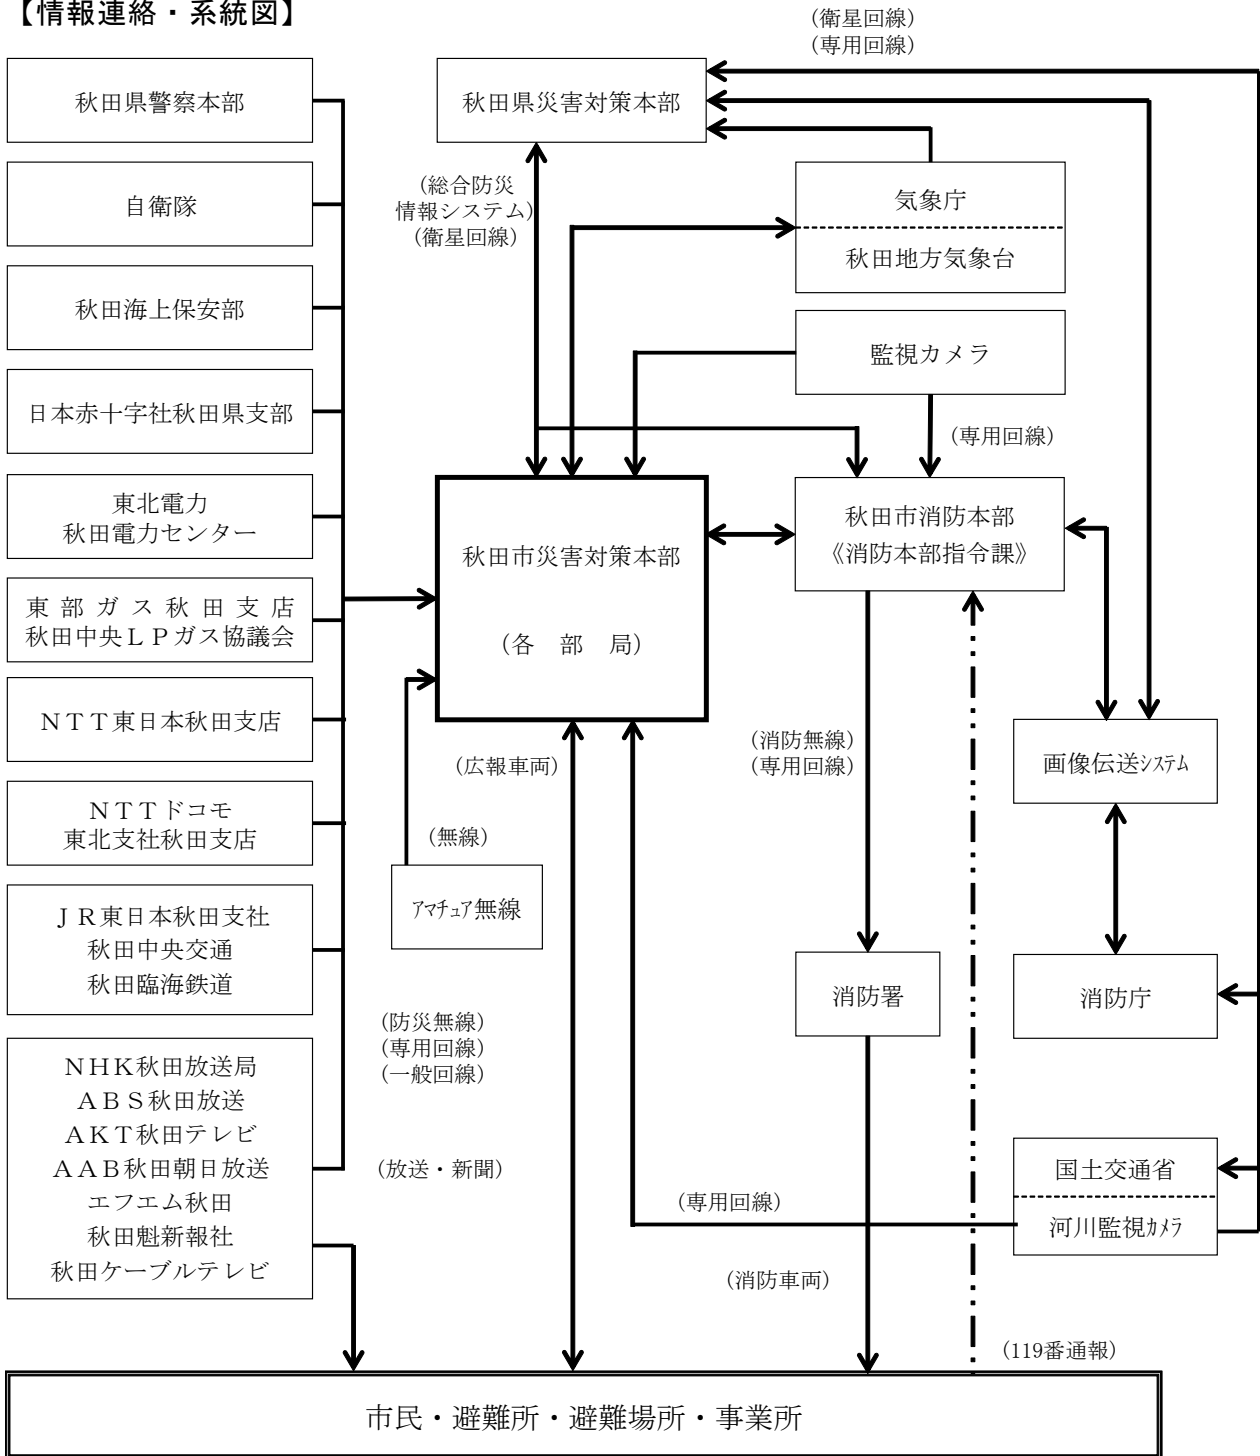 【情報連絡・系統図】
(衛星回線)
(専用回線)
秋田県警察本部
自衛隊
秋田海上保安部
日本赤十字社秋田県支部
東北電力
秋田電力センター
東部ガス秋田支店
秋田中央ＬＰガス協議会
ＮＴＴ東日本秋田支店
ＮＴＴドコモ
東北支社秋田支店
ＪＲ東日本秋田支社
秋田中央交通
秋田臨海鉄道
ＮＨＫ秋田放送局
ＡＢＳ秋田放送
ＡＫＴ秋田テレビ
ＡＡＢ秋田朝日放送
エフエム秋田
秋田魁新報社
秋田ケーブルテレビ
秋田県災害対策本部
(総合防災
情報システム)
(衛星回線)
気象庁
秋田地方気象台
監視カメラ
(専用回線)
秋田市災害対策本部
(各　部　局)
秋田市消防本部
《消防本部指令課》
(広報車両)
(消防無線)
(専用回線)
画像伝送ｼｽﾃﾑ
(無線)
ｱﾏﾁｭｱ無線
消防署
消防庁
(防災無線)
(専用回線)
(一般回線)
(放送・新聞)
(専用回線)
国土交通省
河川監視ｶﾒﾗ
(消防車両)
(119番通報)
市民・避難所・避難場所・事業所